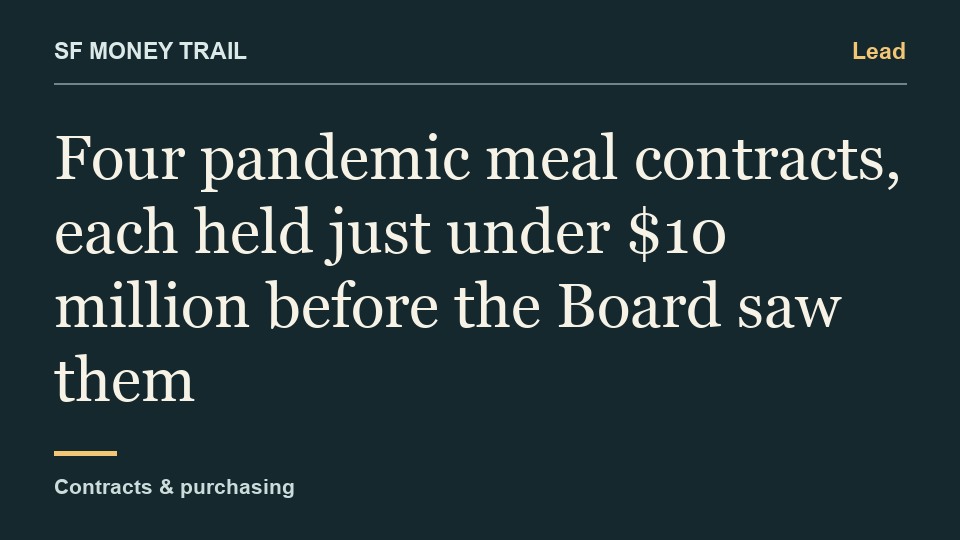 SF MONEY TRAIL
Lead
Four pandemic meal contracts,
each held just under $10
million before the Board saw
them
Contracts & purchasing